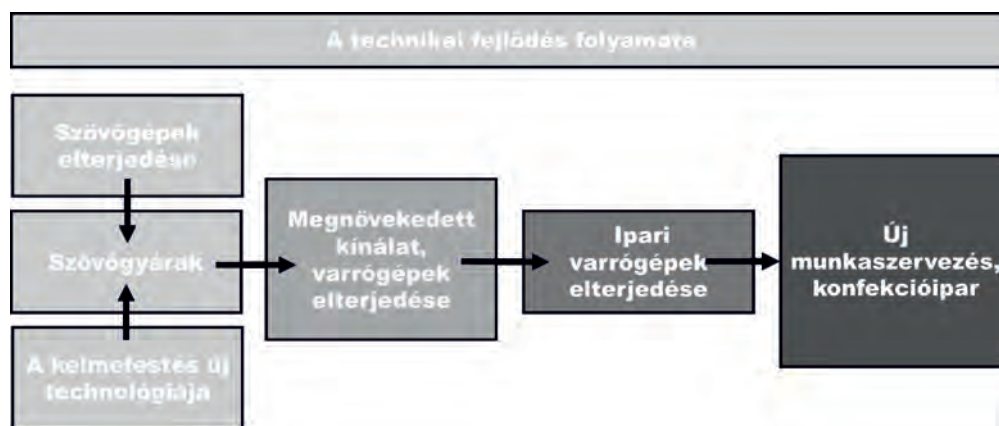 A technikai fejlődés folyamata
Szövőgépek
elterjedése
Szövőgyárak
A kelmefestés új
technológiája
Megnövekedett
kínálat,
varrógépek
elterjedése
Ipari
varrógépek
elterjedése
Új
munkaszervezés,
konfekcióipar